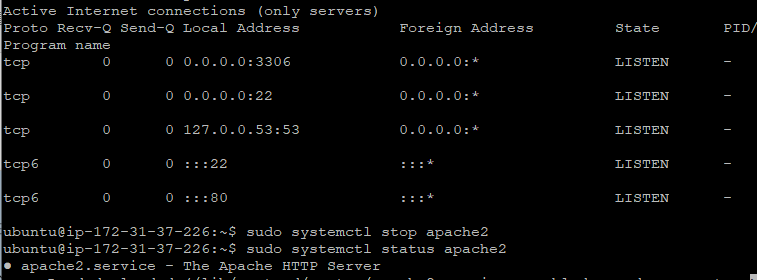 Active Internet connections (only servers)
Proto Recv-Q Send-Q Local Address           Foreign Address         State       PID/
Program name
tcp        0      0 0.0.0.0:3306            0.0.0.0:*               LISTEN      -
tcp        0      0 0.0.0.0:22              0.0.0.0:*               LISTEN      -
tcp        0      0 127.0.0.53:53           0.0.0.0:*               LISTEN      -
tcp6       0      0 :::22                   :::*                    LISTEN      -
tcp6       0      0 :::80                   :::*                    LISTEN      -
ubuntu@ip-172-31-37-226:~$ sudo systemctl stop apache2
ubuntu@ip-172-31-37-226:~$ sudo systemctl status apache2
● apache2.service - The Apache HTTP Server